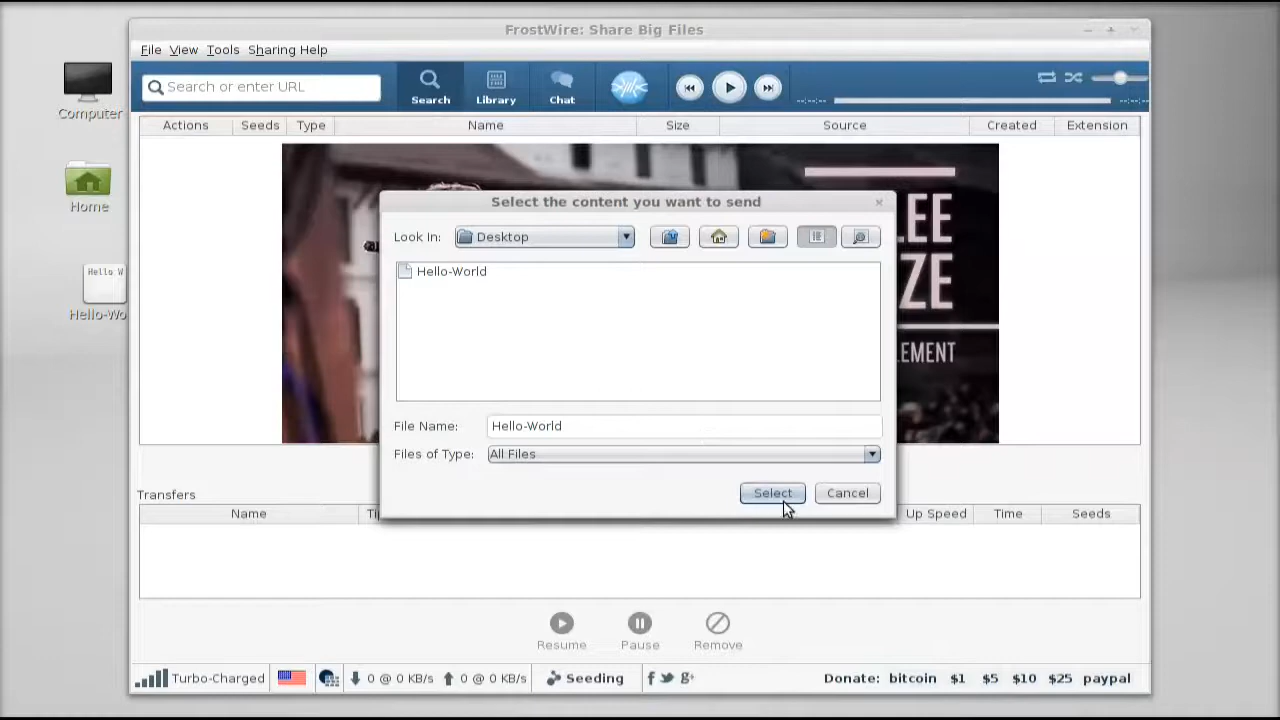 FrostWire: Share Big Files
File View Tools Sharing Help
Search or enter URL
Search
Library
Chat
--:--:--
--:--:--
Actions Seeds Type Name Size Source Created Extension
Computer
Home
Hello W
Hello-Wo
LEE
ZE
LEMENT
Select the content you want to send
Look In: Desktop
Hello-World
File Name: Hello-World
Files of Type: All Files
Select Cancel
Transfers
Name Up Speed Time Seeds
Resume Pause Remove
Turbo-Charged 0 @ 0 KB/s 0 @ 0 KB/s Seeding f g+ Donate: bitcoin $1 $5 $10 $25 paypal